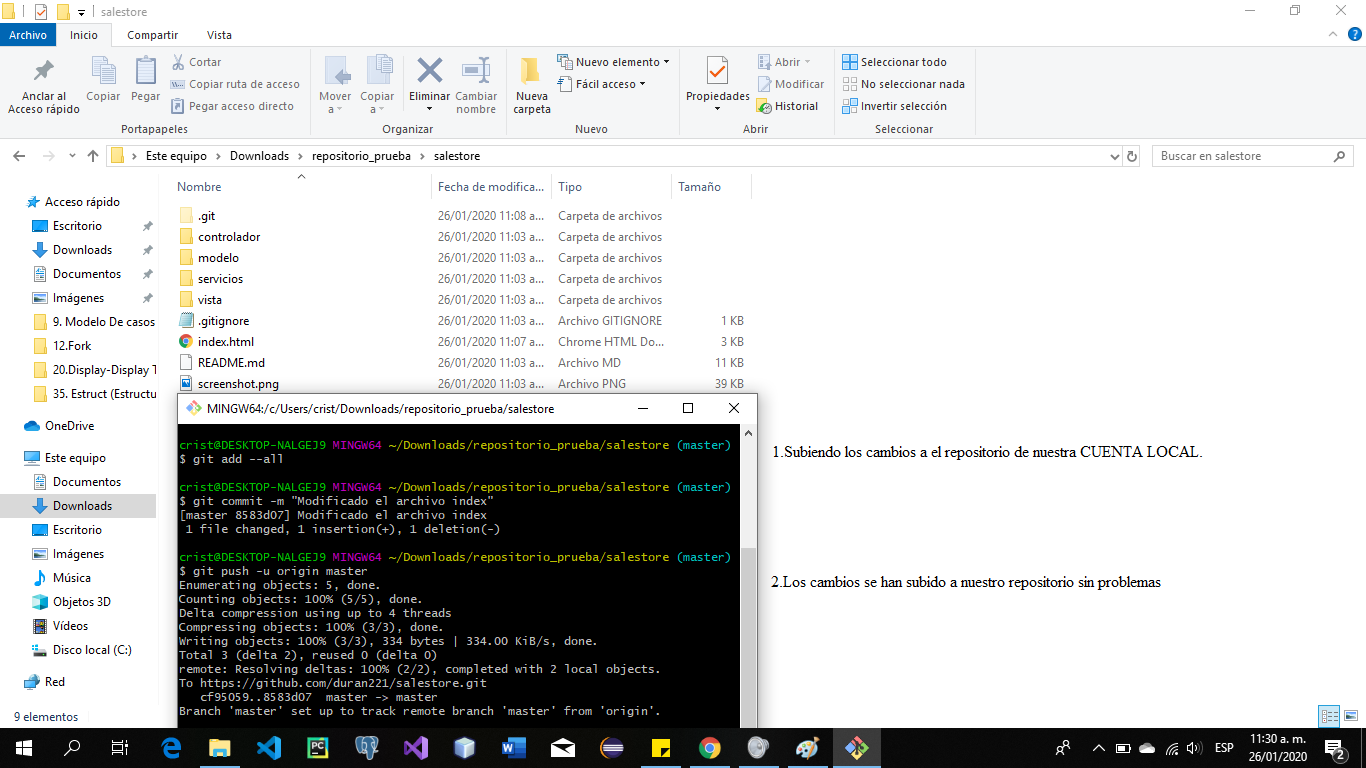 salestore
Archivo Inicio Compartir Vista
Anclar al Acceso rápido
Copiar
Pegar
Cortar
Copiar ruta de acceso
Pegar acceso directo
Portapapeles
Mover a
Copiar a
Eliminar
Cambiar nombre
Organizar
Nueva carpeta
Nuevo elemento
Fácil acceso
Nuevo
Propiedades
Abrir
Modificar
Historial
Abrir
Seleccionar todo
No seleccionar nada
Invertir selección
Seleccionar
Este equipo > Downloads > repositorio_prueba > salestore
Buscar en salestore
Acceso rápido
Escritorio
Downloads
Documentos
Imágenes
9. Modelo De casos
12.Fork
20.Display-Display T
35. Estruct (Estructu
OneDrive
Este equipo
Documentos
Downloads
Escritorio
Imágenes
Música
Objetos 3D
Vídeos
Disco local (C:)
Red
Nombre Fecha de modifica... Tipo Tamaño
.git 26/01/2020 11:08 a... Carpeta de archivos
controlador 26/01/2020 11:03 a... Carpeta de archivos
modelo 26/01/2020 11:03 a... Carpeta de archivos
servicios 26/01/2020 11:03 a... Carpeta de archivos
vista 26/01/2020 11:03 a... Carpeta de archivos
.gitignore 26/01/2020 11:03 a... Archivo GITIGNORE 1 KB
index.html 26/01/2020 11:07 a... Chrome HTML Do... 3 KB
README.md 26/01/2020 11:03 a... Archivo MD 11 KB
screenshot.png 26/01/2020 11:03 a... Archivo PNG 39 KB
MINGW64:/c/Users/crist/Downloads/repositorio_prueba/salestore
crist@DESKTOP-NALGEJ9 MINGW64 ~/Downloads/repositorio_prueba/salestore (master)
$ git add --all
crist@DESKTOP-NALGEJ9 MINGW64 ~/Downloads/repositorio_prueba/salestore (master)
$ git commit -m "Modificado el archivo index"
[master 8583d07] Modificado el archivo index
1 file changed, 1 insertion(+), 1 deletion(-)
crist@DESKTOP-NALGEJ9 MINGW64 ~/Downloads/repositorio_prueba/salestore (master)
$ git push -u origin master
Enumerating objects: 5, done.
Counting objects: 100% (5/5), done.
Delta compression using up to 4 threads
Compressing objects: 100% (3/3), done.
Writing objects: 100% (3/3), 334 bytes | 334.00 KiB/s, done.
Total 3 (delta 2), reused 0 (delta 0)
remote: Resolving deltas: 100% (2/2), completed with 2 local objects.
To https://github.com/duran221/salestore.git
cf95059..8583d07 master -> master
Branch 'master' set up to track remote branch 'master' from 'origin'.
1.Subiendo los cambios a el repositorio de nuestra CUENTA LOCAL.
2.Los cambios se han subido a nuestro repositorio sin problemas
9 elementos
ESP
11:30 a. m.
26/01/2020
2